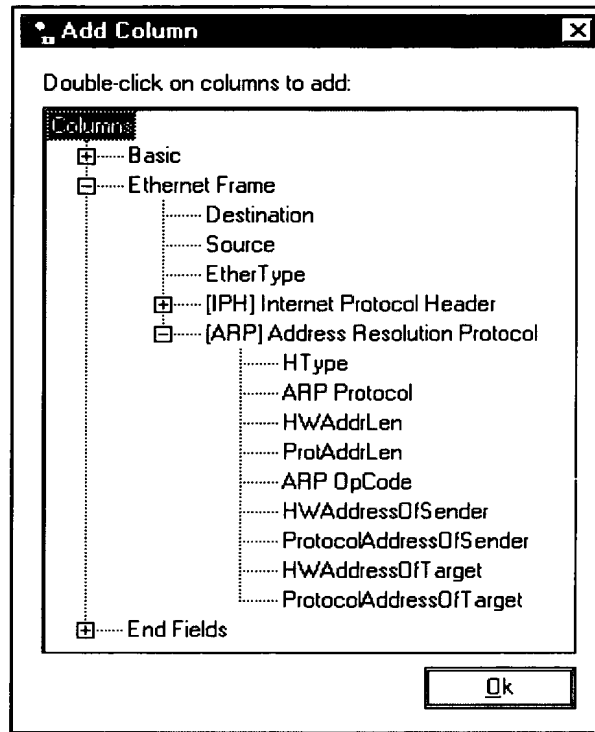 Add Column
Double-click on columns to add:
Columns
Basic
Ethernet Frame
Destination
Source
EtherType
[IPH] Internet Protocol Header
[ARP] Address Resolution Protocol
HType
ARP Protocol
HWAddrLen
ProtAddrLen
ARP OpCode
HWAddressOfSender
ProtocolAddressOfSender
HWAddressOfTarget
ProtocolAddressOfTarget
End Fields
Ok